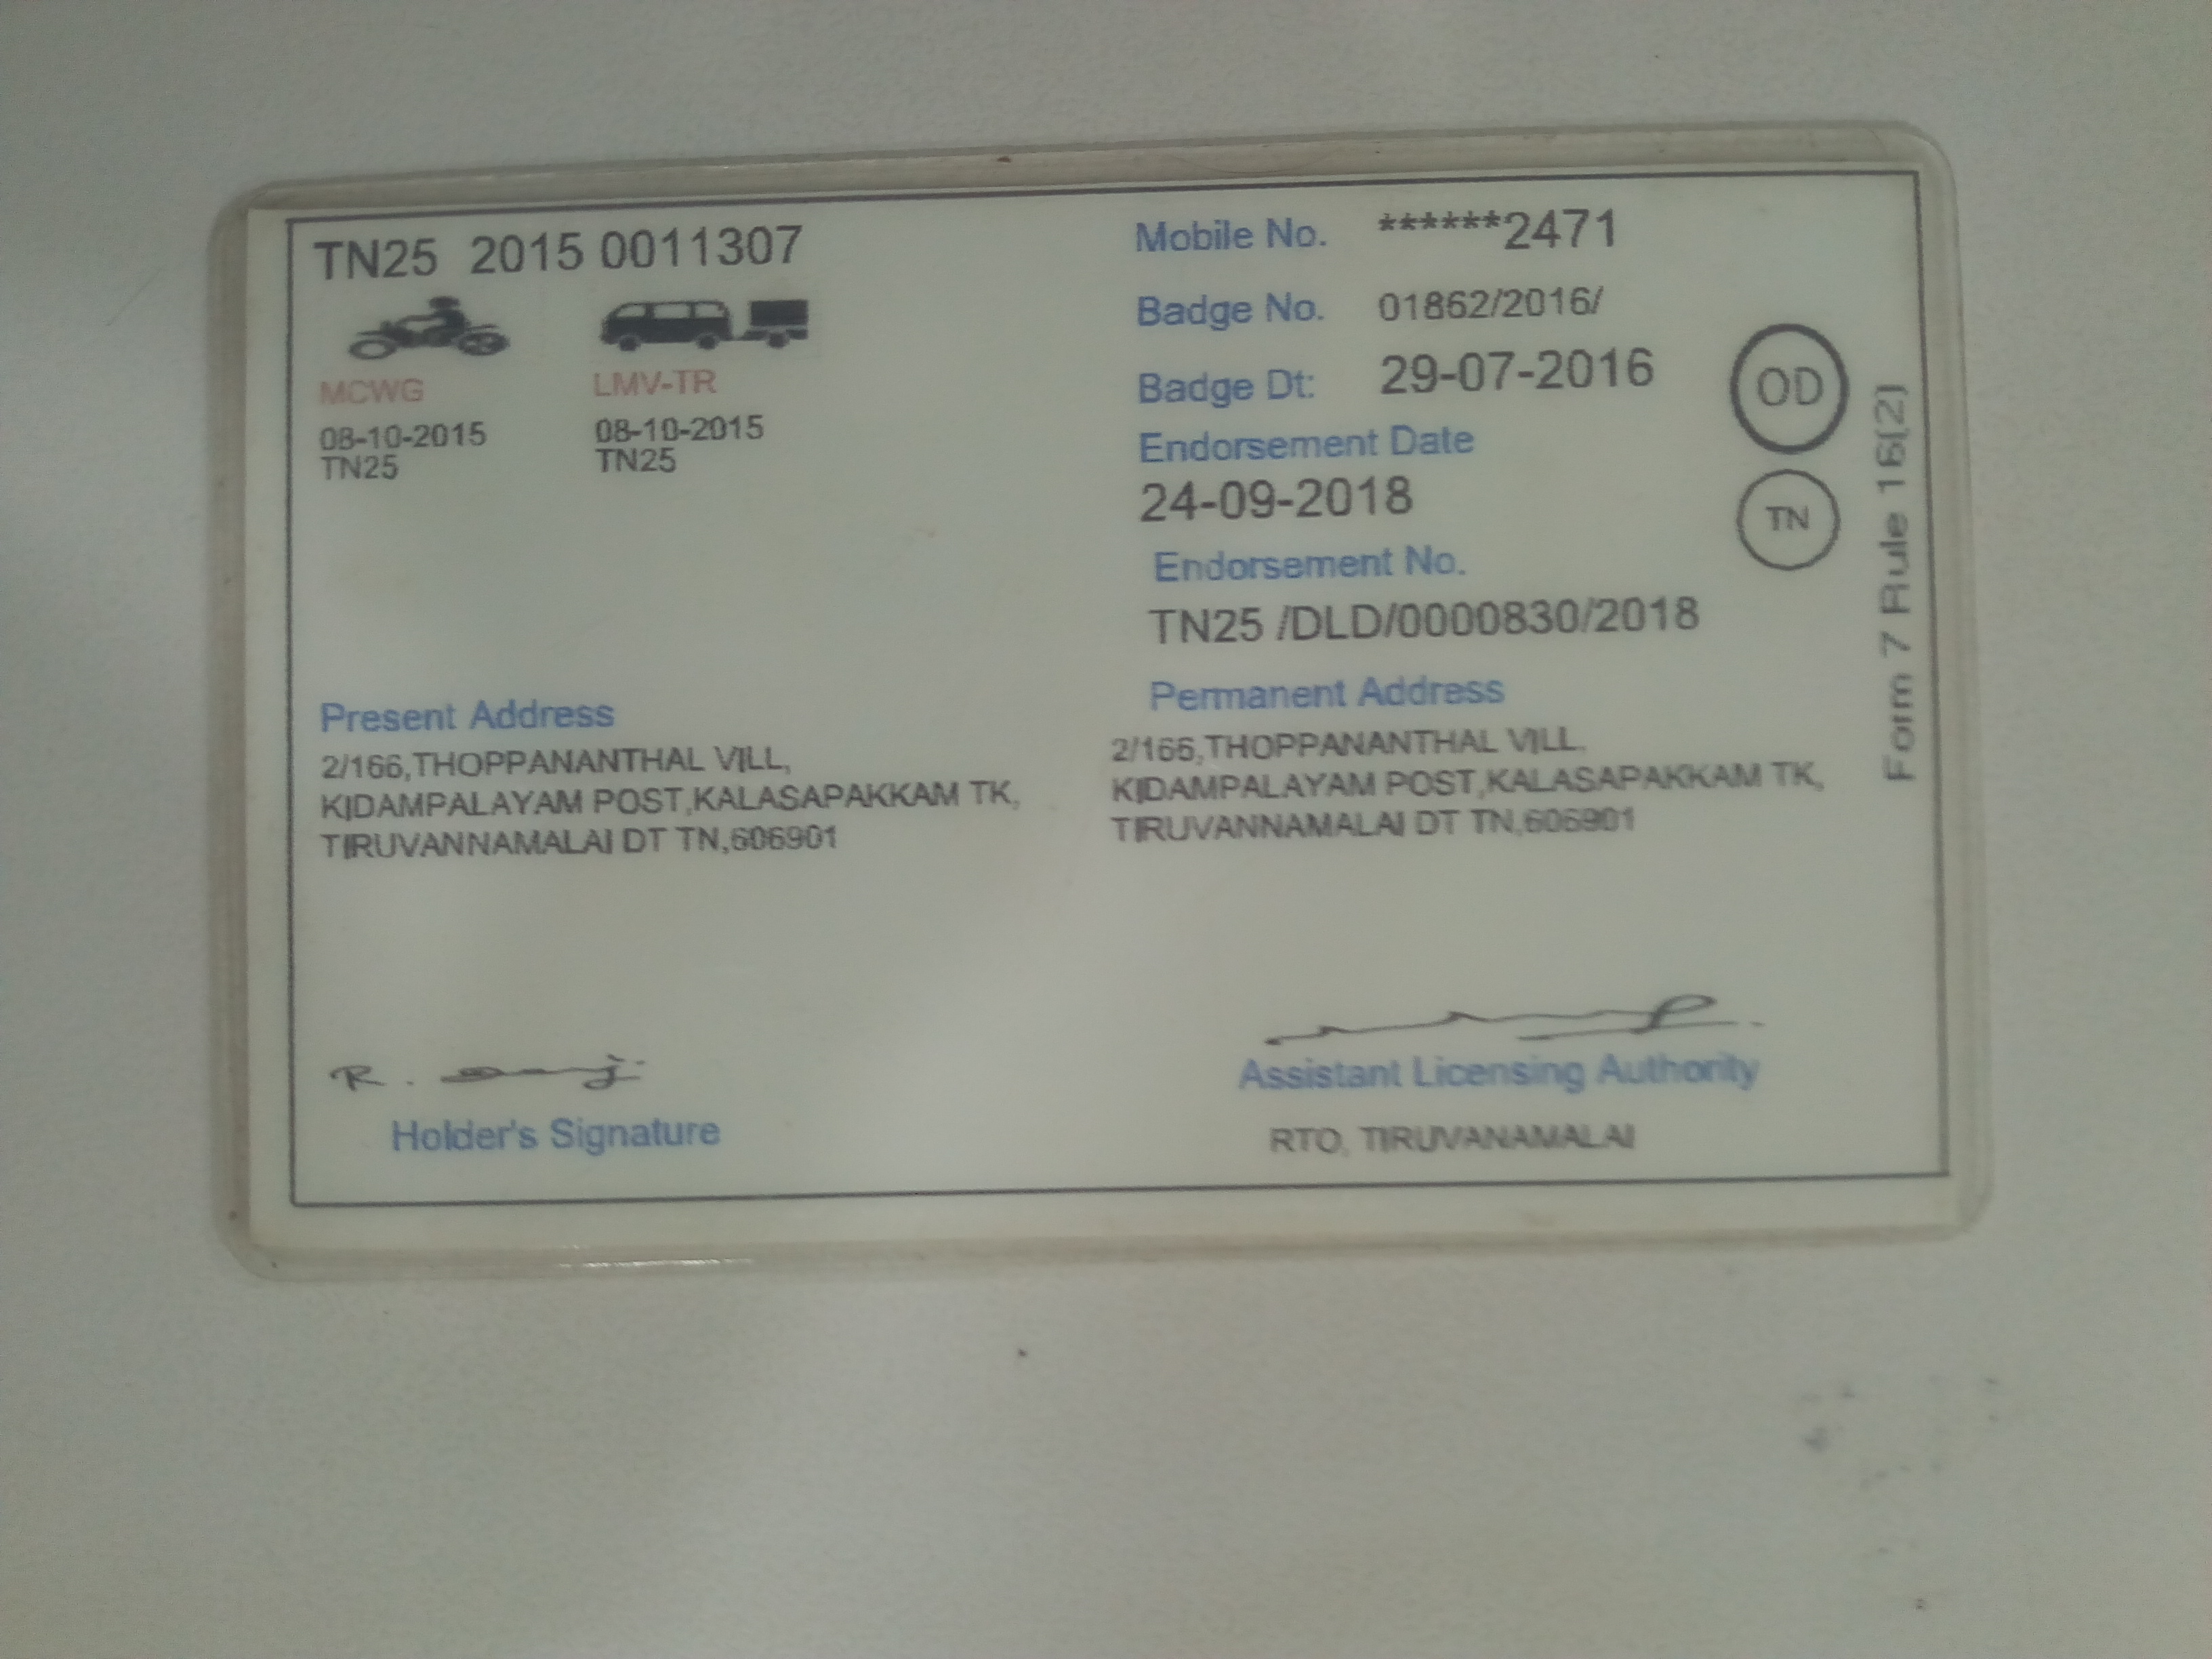 TN25 2015 0011307
MCWG
08-10-2015
TN25
LMV-TR
08-10-2015
TN25
Mobile No. ******2471
Badge No. 01862/2016/
Badge Dt: 29-07-2016
Endorsement Date
24-09-2018
Endorsement No.
TN25 /DLD/0000830/2018
OD
TN
Form 7 Rule 16(2)
Present Address
2/166,THOPPANANTHAL VILL,
KIDAMPALAYAM POST,KALASAPAKKAM TK,
TIRUVANNAMALAI DT TN,606901
Permanent Address
2/166,THOPPANANTHAL VILL,
KIDAMPALAYAM POST,KALASAPAKKAM TK,
TIRUVANNAMALAI DT TN,606901
R.
Holder's Signature
Assistant Licensing Authority
RTO, TIRUVANAMALAI